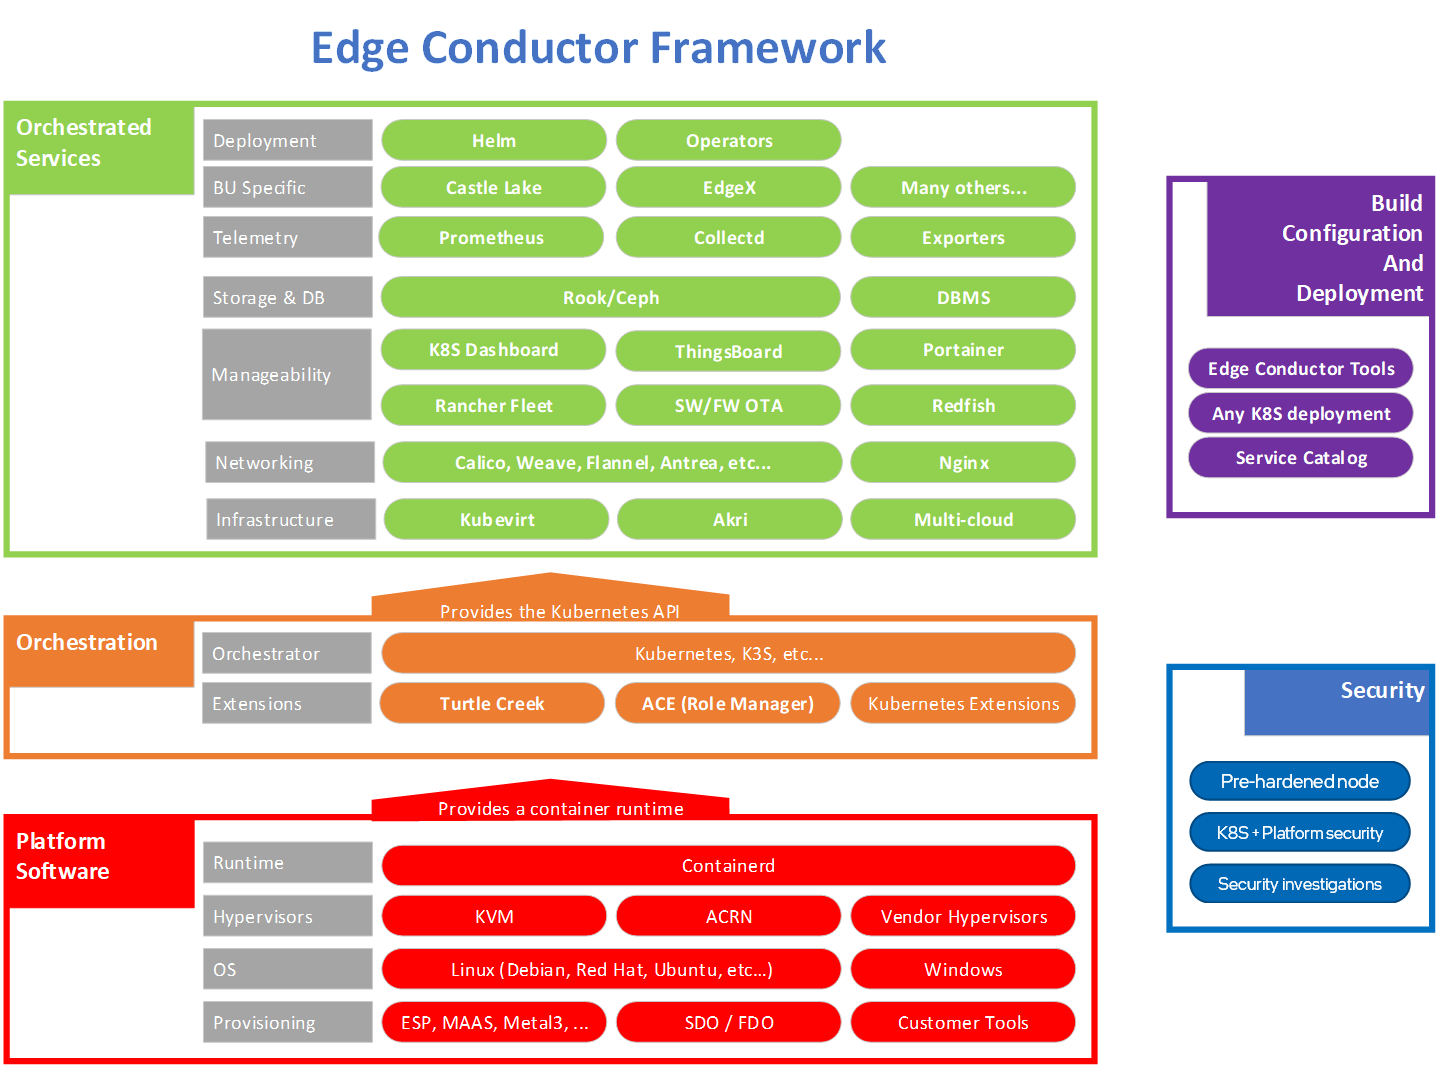 Edge Conductor Framework
Orchestrated
Services
Deployment
Helm
Operators
BU Specific
Castle Lake
EdgeX
Many others...
Telemetry
Prometheus
Collectd
Exporters
Storage & DB
Rook/Ceph
DBMS
Manageability
K8S Dashboard
ThingsBoard
Portainer
Rancher Fleet
SW/FW OTA
Redfish
Networking
Calico, Weave, Flannel, Antrea, etc...
Nginx
Infrastructure
Kubevirt
Akri
Multi-cloud
Provides the Kubernetes API
Orchestration
Orchestrator
Kubernetes, K3S, etc...
Extensions
Turtle Creek
ACE (Role Manager)
Kubernetes Extensions
Provides a container runtime
Platform
Software
Runtime
Containerd
Hypervisors
KVM
ACRN
Vendor Hypervisors
OS
Linux (Debian, Red Hat, Ubuntu, etc...)
Windows
Provisioning
ESP, MAAS, Metal3, ...
SDO / FDO
Customer Tools
Build
Configuration
And
Deployment
Edge Conductor Tools
Any K8S deployment
Service Catalog
Security
Pre-hardened node
K8S + Platform security
Security investigations